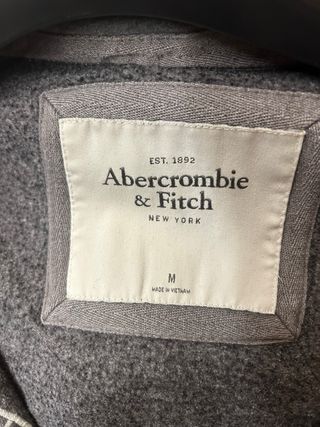 EST. 1892
Abercrombie
& Fitch
NEW YORK
M
MADE IN VIETNAM